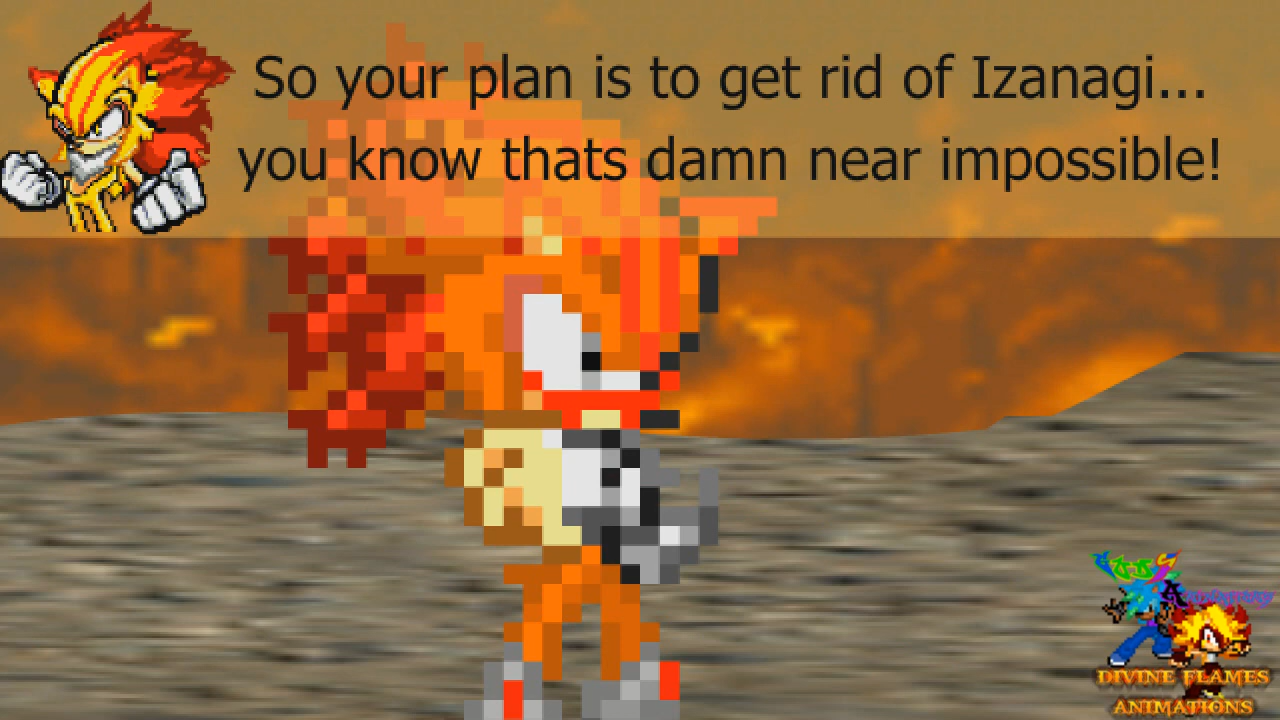 So your plan is to get rid of Izanagi...
you know thats damn near impossible!
DIVINE FLAMES
ANIMATIONS